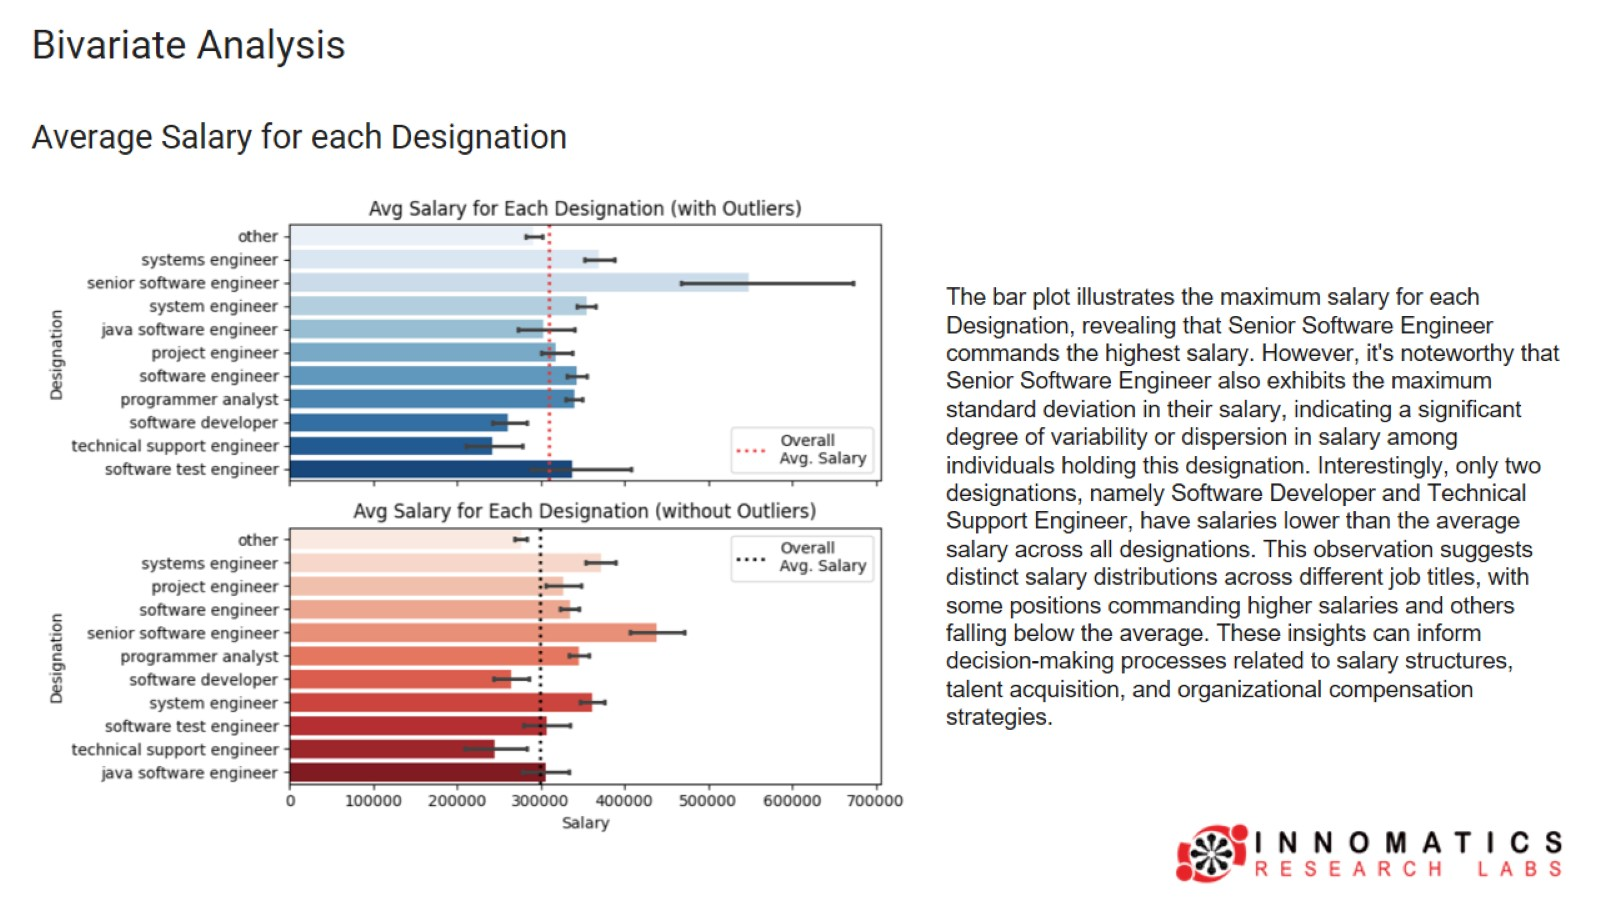 Bivariate Analysis
Average Salary for each Designation
Avg Salary for Each Designation (with Outliers)
Designation
other
systems engineer
senior software engineer
system engineer
java software engineer
project engineer
software engineer
programmer analyst
software developer
technical support engineer
software test engineer
Overall
Avg. Salary
Avg Salary for Each Designation (without Outliers)
Designation
other
systems engineer
project engineer
software engineer
senior software engineer
programmer analyst
software developer
system engineer
software test engineer
technical support engineer
java software engineer
Overall
Avg. Salary
0 100000 200000 300000 400000 500000 600000 700000
Salary
The bar plot illustrates the maximum salary for each
Designation, revealing that Senior Software Engineer
commands the highest salary. However, it's noteworthy that
Senior Software Engineer also exhibits the maximum
standard deviation in their salary, indicating a significant
degree of variability or dispersion in salary among
individuals holding this designation. Interestingly, only two
designations, namely Software Developer and Technical
Support Engineer, have salaries lower than the average
salary across all designations. This observation suggests
distinct salary distributions across different job titles, with
some positions commanding higher salaries and others
falling below the average. These insights can inform
decision-making processes related to salary structures,
talent acquisition, and organizational compensation
strategies.
INNOMATICS
RESEARCH LABS